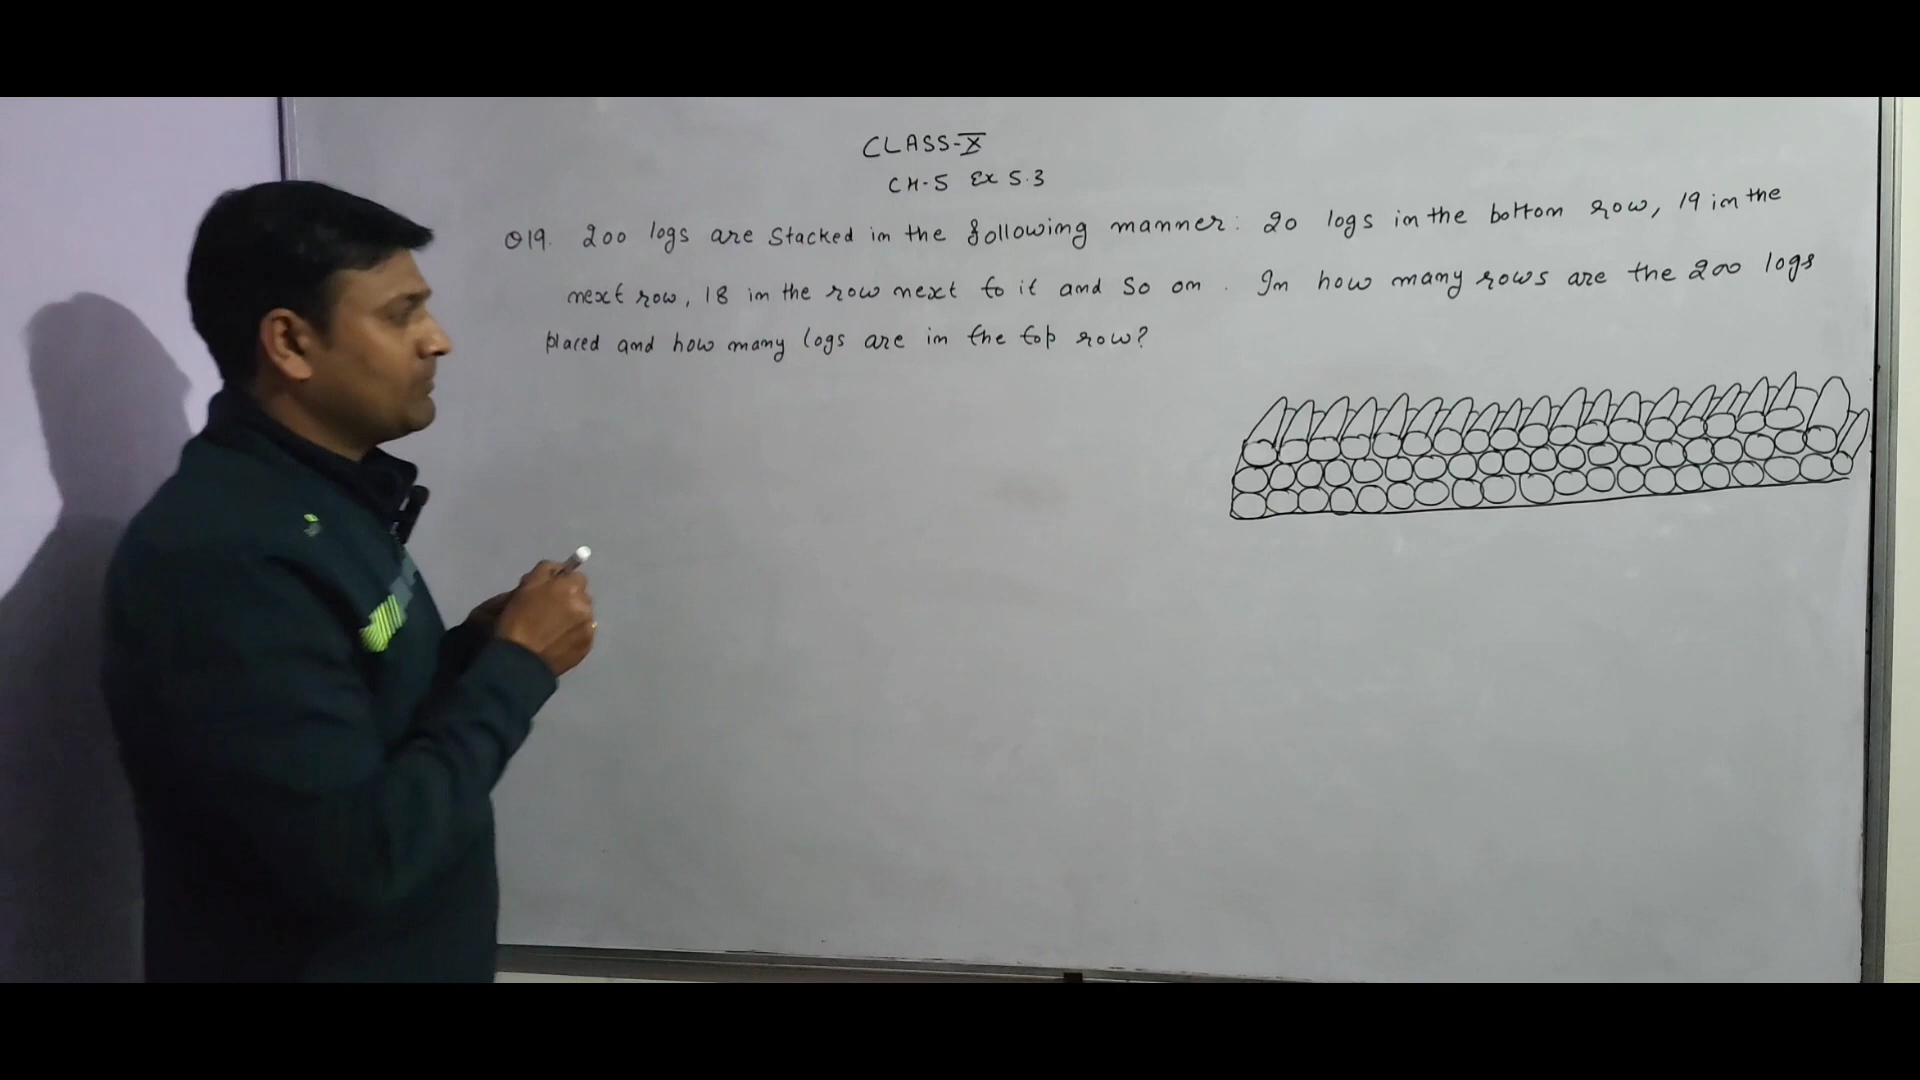 CLASS-X
CH-5 Ex 5.3
Q19. 200 logs are stacked in the following manner: 20 logs in the bottom row, 19 in the
next row, 18 in the row next to it and so on. In how many rows are the 200 logs
placed and how many logs are in the top row?